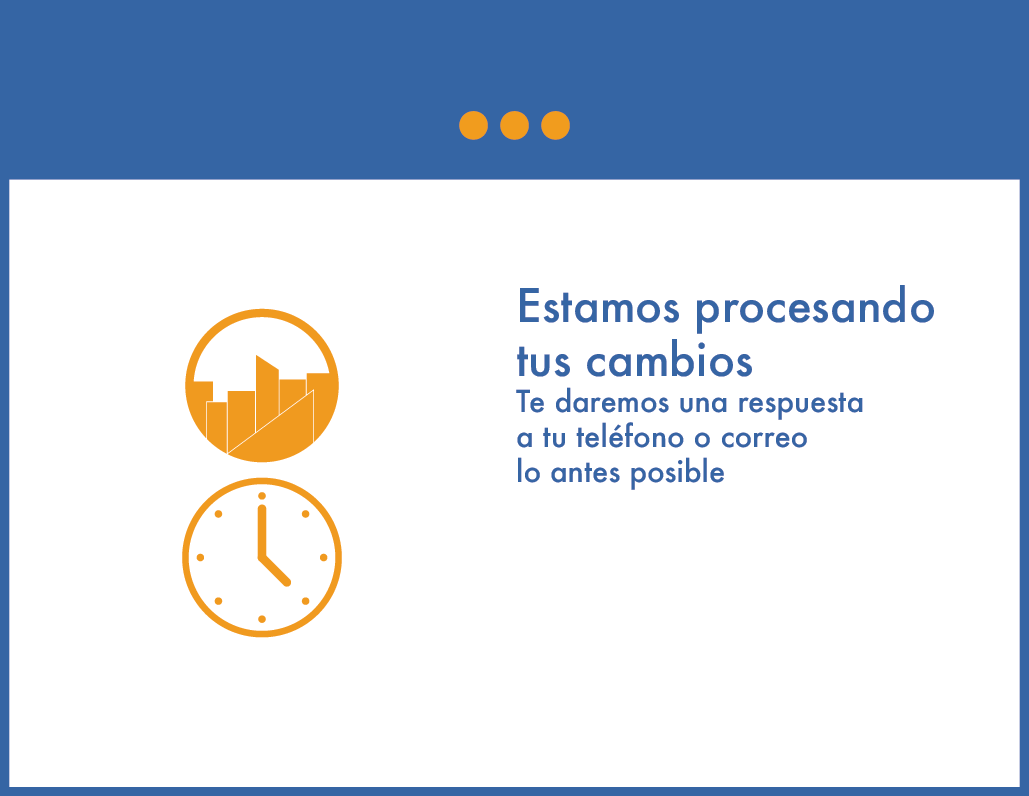 Estamos procesando
tus cambios
Te daremos una respuesta
a tu teléfono o correo
lo antes posible